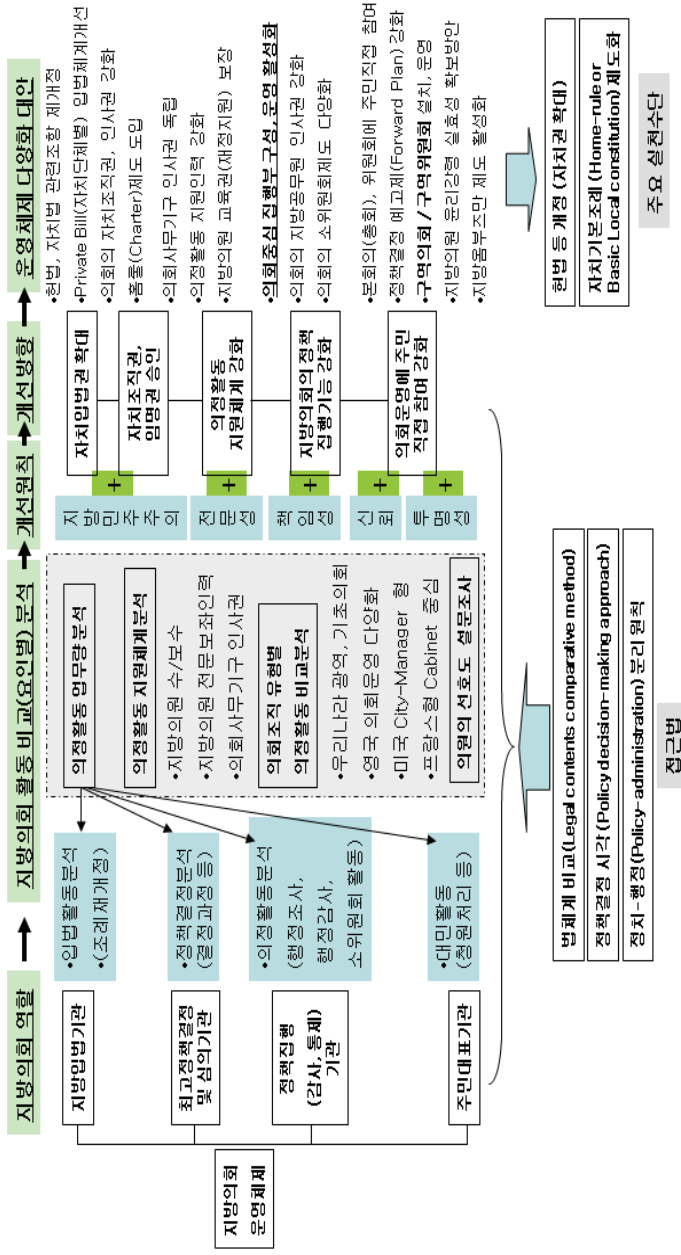 지방의회 역할
지방의회 활동 비교(요인별) 분석
개선원칙
개선방향
운영체제 다양화 대안
지방의회
운영체제
지방입법기관
최고정책결정
및 심의기관
정책집행
(감사,통제)
기관
주민대표기관
•입법활동분석
•(조례재개정)
•정책결정분석
(결정과정등)
•의정활동분석
(행정조사,
행정감사,
소위원회 활동)
•대민활동
(청원처리 등)
의정활동 업무량 분석
의정활동 지원체계 분석
•지방의원 수/보수
•지방의원 전문보좌인력
•의회사무기구 인사권
의회조직 유형별
의정활동 비교분석
•우리나라 광역, 기초의회
•영국 의회운영 다양화
•미국 City-Manager 형
•프랑스형 Cabinet 중심
의원의 선호도 설문조사
지방민주주의
전문성
책임성
신뢰
투명성
+
+
+
+
+
자치입법권 확대
자치조직권,
임명권 승인
의정활동
지원체계 강화
지방의회의 정책
집행기능 강화
의회운영에 주민
직접 참여 강화
•헌법, 자치법 관련조항 제개정
•Private Bill(자치단체별) 입법체계개선
•의회의 자치조직권, 인사권 강화
•홈룰(Charter)제도 도입
•의회사무기구 인사권 독립
•의정활동 지원인력 강화
•지방의원 교육권(재정지원) 보장
•의회중심 집행부 구성, 운영 활성화
•의회의 지방공무원 인사권 강화
•의회의 소위원회제도 다양화
•본회의(총회), 위원회에 주민직접 참여
•정책결정 예고제(Forward Plan) 강화
•구역의회 / 구역위원회 설치, 운영
•지방의원 윤리강령 실효성 확보방안
•지방옴부즈만 제도 활성화
법체계 비교(Legal contents comparative method)
정책결정 시각(Policy decision-making approach)
정치-행정(Policy-administration) 분리 원칙
접근법
헌법 등 개정 (자치권 확대)
자치기본조례 (Home-rule or
Basic Local constitution) 제도화
주요 실천수단